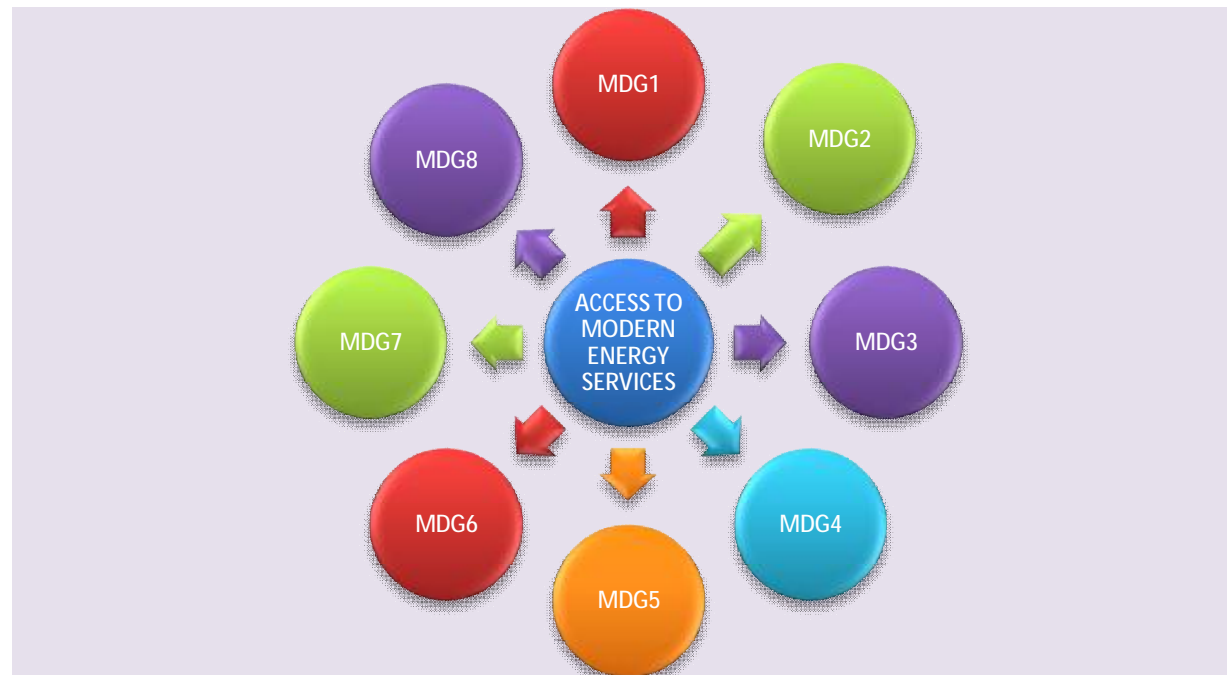 MDG1
MDG2
MDG8
ACCESS TO
MODERN
ENERGY
SERVICES
MDG7
MDG3
MDG6
MDG4
MDG5